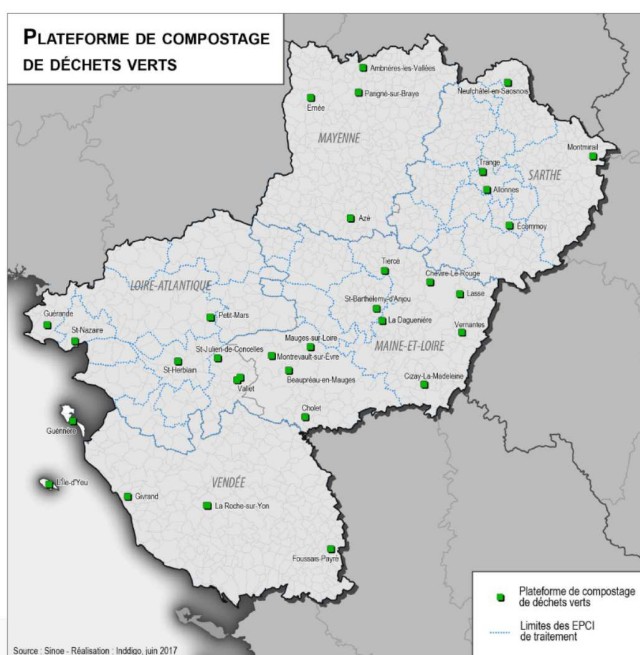 PLATEFORME DE COMPOSTAGE
DE DÉCHETS VERTS
Ambrières-les-Vallées
Neufchâtel-en-Saosnois
Parigné-sur-Braye
Ernée
MAYENNE
Montmirail
Trange
SARTHE
Allonnes
Azé
Écommoy
Tiercé
Cheviré-Le-Rouge
LOIRE-ATLANTIQUE
Lasse
St-Barthélemy-d'Anjou
Guérande
Petit-Mars
La Daguenière
St-Nazaire
Vernantes
Mauges-sur-Loire
MAINE-ET-LOIRE
St-Julien-de-Concelles
Montrevault-sur-Èvre
St-Herblain
Beaupréau-en-Mauges
Cizay-La-Madeleine
Vallet
Cholet
Guérinière
VENDÉE
L'Île-d'Yeu
Givrand
La Roche-sur-Yon
Foussais-Payré
Plateforme de compostage
de déchets verts
Limites des EPCI
de traitement
Source : Sinoe - Réalisation : Inddigo, juin 2017